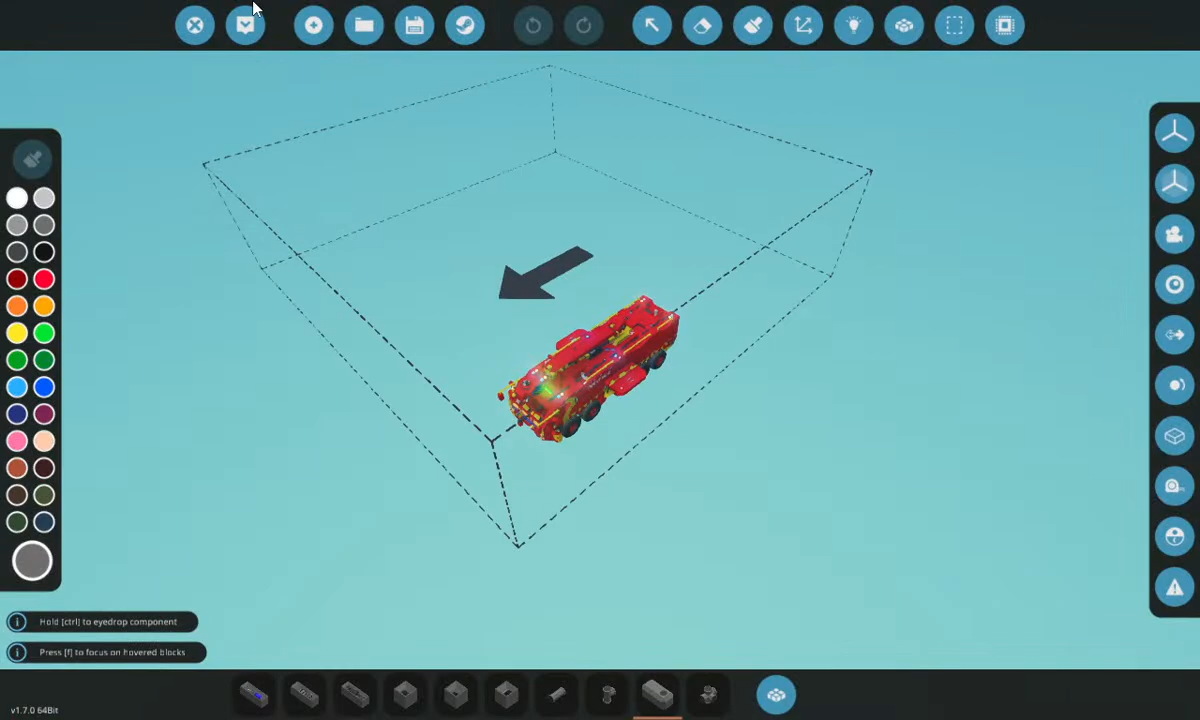 Hold [ctrl] to eyedrop component
Press [f] to focus on hovered blocks
v1.7.0 64Bit